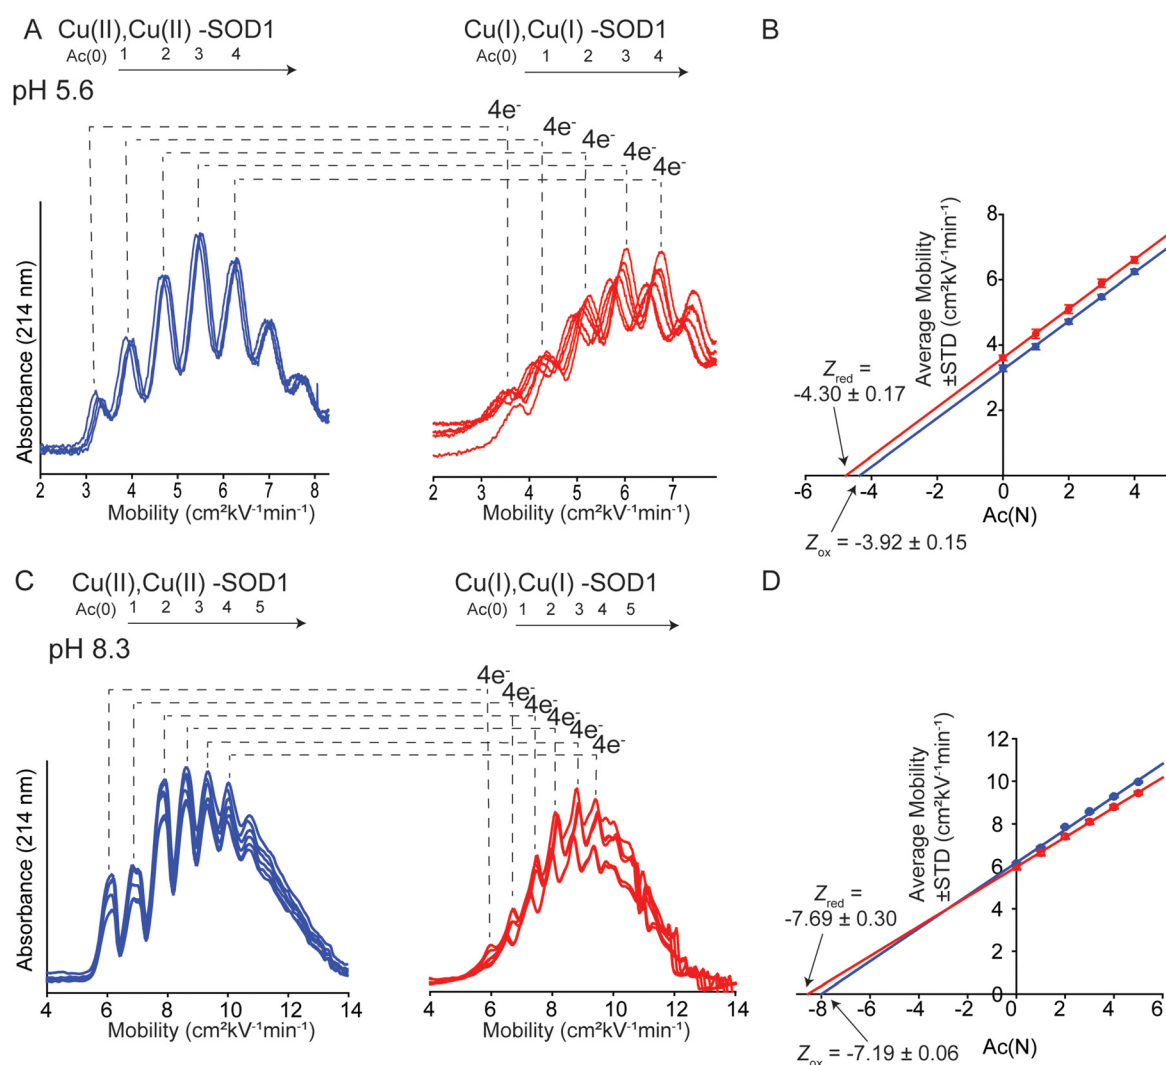 A
Cu(II),Cu(II) -SOD1
Ac(0) 1 2 3 4
Cu(I),Cu(I) -SOD1
Ac(0) 1 2 3 4
B
pH 5.6
4e⁻
4e⁻
4e⁻
4e⁻
4e⁻
Absorbance (214 nm)
2 3 4 5 6 7 8
Mobility (cm²kV⁻¹min⁻¹)
2 3 4 5 6 7
Mobility (cm²kV⁻¹min⁻¹)
Average Mobility
±STD (cm²kV⁻¹min⁻¹)
8
6
4
2
Z_red =
-4.30 ± 0.17
-6 -4 -2 0 2 4
Ac(N)
Z_ox = -3.92 ± 0.15
C
Cu(II),Cu(II) -SOD1
Ac(0) 1 2 3 4 5
Cu(I),Cu(I) -SOD1
Ac(0) 1 2 3 4 5
D
pH 8.3
4e⁻
4e⁻
4e⁻
4e⁻
4e⁻
4e⁻
Absorbance (214 nm)
4 6 8 10 12 14
Mobility (cm²kV⁻¹min⁻¹)
4 6 8 10 12 14
Mobility (cm²kV⁻¹min⁻¹)
Average Mobility
±STD (cm²kV⁻¹min⁻¹)
12
10
8
6
4
2
0
Z_red =
-7.69 ± 0.30
-8 -6 -4 -2 0 2 4 6
Ac(N)
Z_ox = -7.19 ± 0.06